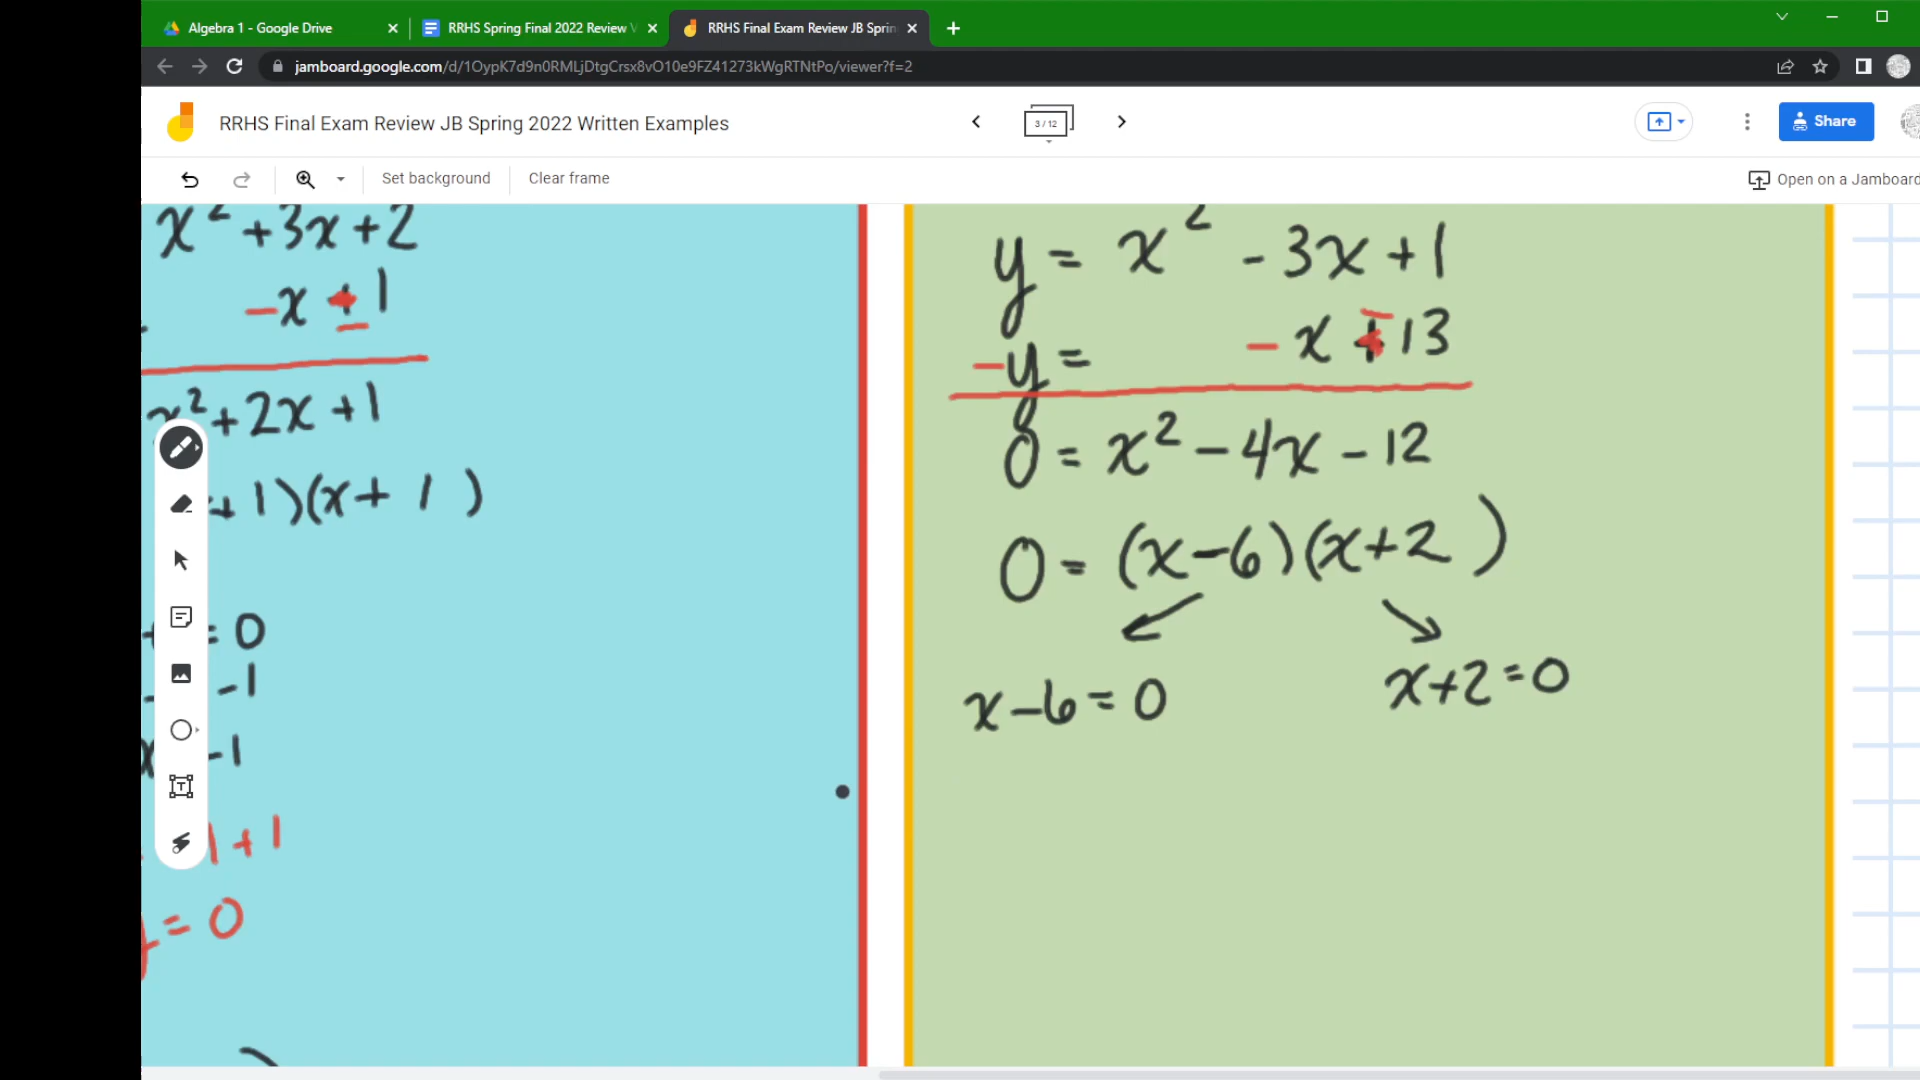 Algebra 1 - Google Drive
RRHS Spring Final 2022 Review
RRHS Final Exam Review JB Sprin
jamboard.google.com/d/1OypK7d9n0RMLjDtgCrsx8vO10e9FZ41273kWgRTNtPo/viewer?f=2
RRHS Final Exam Review JB Spring 2022 Written Examples
3 / 12
Share
Set background
Clear frame
Open on a Jamboard
x² + 3x + 2
- x + 1
x² + 2x + 1
+ 1)(x + 1 )
= 0
- 1
x - 1
1 + 1
y = 0
y = x² - 3x + 1
- y = - x + 13
0 = x² - 4x - 12
0 = (x - 6)(x + 2 )
x - 6 = 0
x + 2 = 0